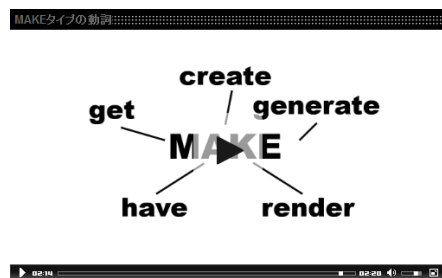 MAKEタイプの動詞
create
get
generate
MAKE
have
render
02:14
02:20